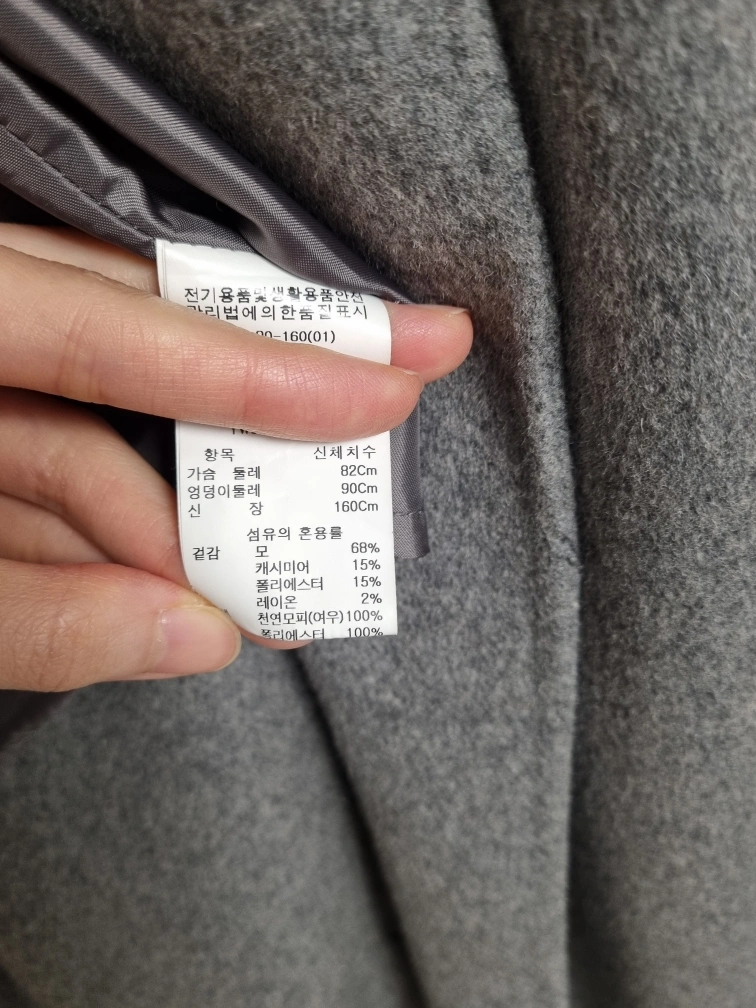 전기용품및생활용품안전
관리법에의한품질표시
-160(01)
항목 신체치수
가슴 둘레 82Cm
엉덩이둘레 90Cm
신 장 160Cm
섬유의 혼용률
겉감 모 68%
캐시미어 15%
폴리에스터 15%
레이온 2%
천연모피(여우)100%
폴리에스터 100%